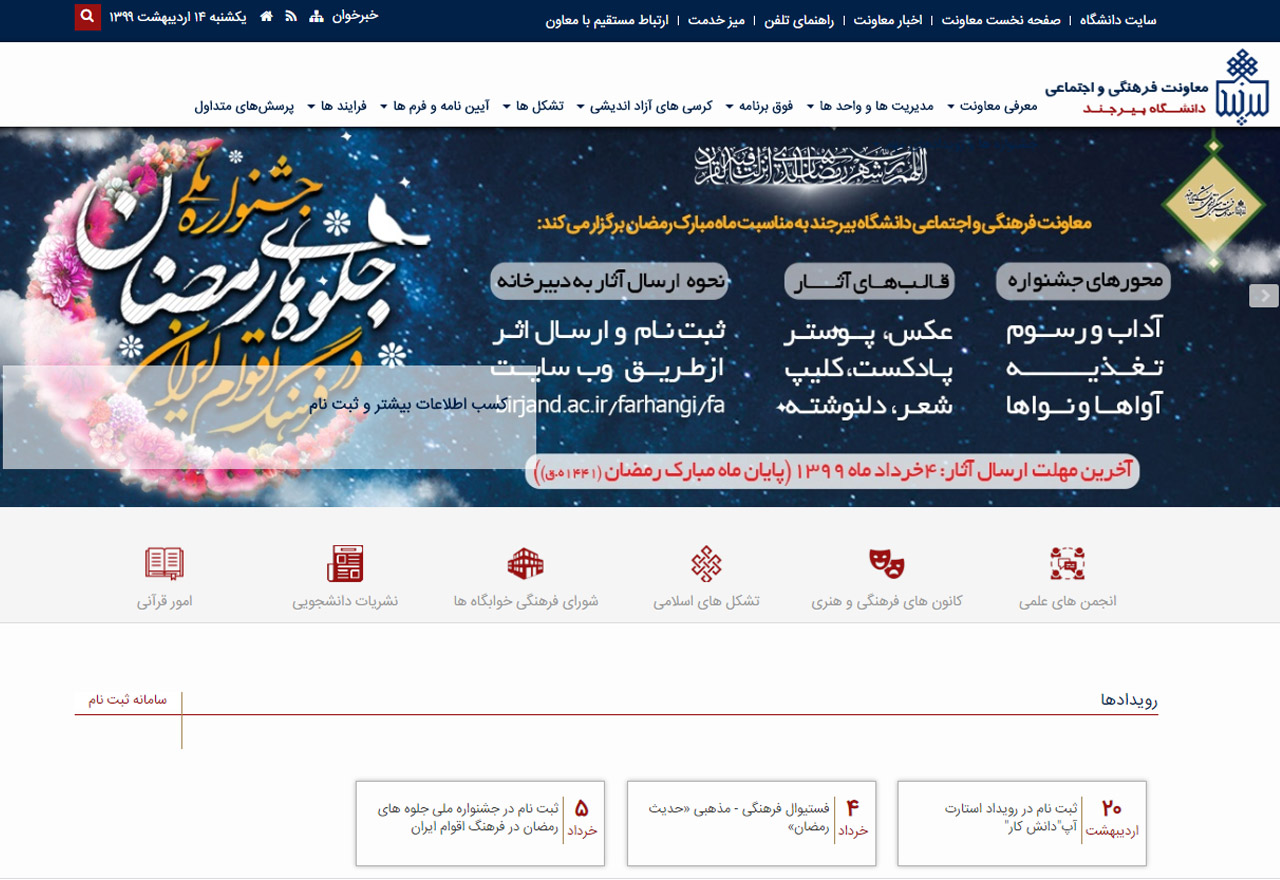 سایت دانشگاه | صفحه نخست معاونت | اخبار معاونت | راهنمای تلفن | میز خدمت | ارتباط مستقیم با معاون
خبرخوان
یکشنبه ۱۴ اردیبهشت ۱۳۹۹
معاونت فرهنگی و اجتماعی
دانشگاه بیرجند
معرفی معاونت مدیریت ها و واحد ها فوق برنامه کرسی های آزاد اندیشی تشکل ها آیین نامه و فرم ها فرایند ها پرسش‌های متداول
اللهم رب شهر رمضان الذی انزلت فیه القرآن
معاونت فرهنگی و اجتماعی دانشگاه بیرجند به مناسبت ماه مبارک رمضان برگزار می کند:
جشنواره ملی
جلوه های رمضان
در فرهنگ اقوام ایران
محورهای جشنواره
آداب و رسوم
تغذیه
آواها و نواها
قالب‌های آثار
عکس، پوستر
پادکست، کلیپ
شعر، دلنوشته
نحوه ارسال آثار به دبیرخانه
ثبت نام و ارسال اثر
از طریق وب سایت
birjand.ac.ir/farhangi/fa
کسب اطلاعات بیشتر و ثبت نام
آخرین مهلت ارسال آثار: ۴ خرداد ماه ۱۳۹۹ (پایان ماه مبارک رمضان (۱۴۴۱ ه.ق))
انجمن های علمی
کانون های فرهنگی و هنری
تشکل های اسلامی
شورای فرهنگی خوابگاه ها
نشریات دانشجویی
امور قرآنی
رویدادها
سامانه ثبت نام
۲۰ اردیبهشت
ثبت نام در رویداد استارت
آپ"دانش کار"
۴ خرداد
فستیوال فرهنگی - مذهبی «حدیث
رمضان»
۵ خرداد
ثبت نام در جشنواره ملی جلوه های
رمضان در فرهنگ اقوام ایران